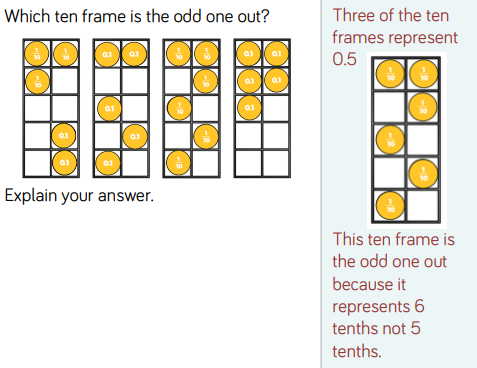 Which ten frame is the odd one out?
1/10 1/10
1/10
0.1
0.1
0.1 0.1
0.1
0.1
0.1
1/10 1/10
1/10
1/10
1/10
1/10
0.1 0.1
0.1 0.1
0.1
Explain your answer.
Three of the ten
frames represent
0.5
1/10 1/10
1/10
1/10
1/10
1/10
This ten frame is
the odd one out
because it
represents 6
tenths not 5
tenths.